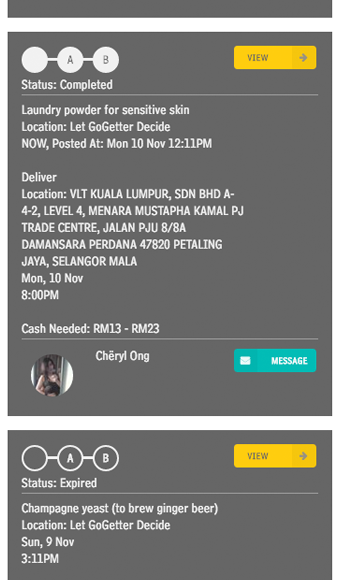 A B VIEW
Status: Completed
Laundry powder for sensitive skin
Location: Let GoGetter Decide
NOW, Posted At: Mon 10 Nov 12:11PM
Deliver
Location: VLT KUALA LUMPUR, SDN BHD A-
4-2, LEVEL 4, MENARA MUSTAPHA KAMAL PJ
TRADE CENTRE, JALAN PJU 8/8A
DAMANSARA PERDANA 47820 PETALING
JAYA, SELANGOR MALA
Mon, 10 Nov
8:00PM
Cash Needed: RM13 - RM23
Chëryl Ong MESSAGE
A B VIEW
Status: Expired
Champagne yeast (to brew ginger beer)
Location: Let GoGetter Decide
Sun, 9 Nov
3:11PM